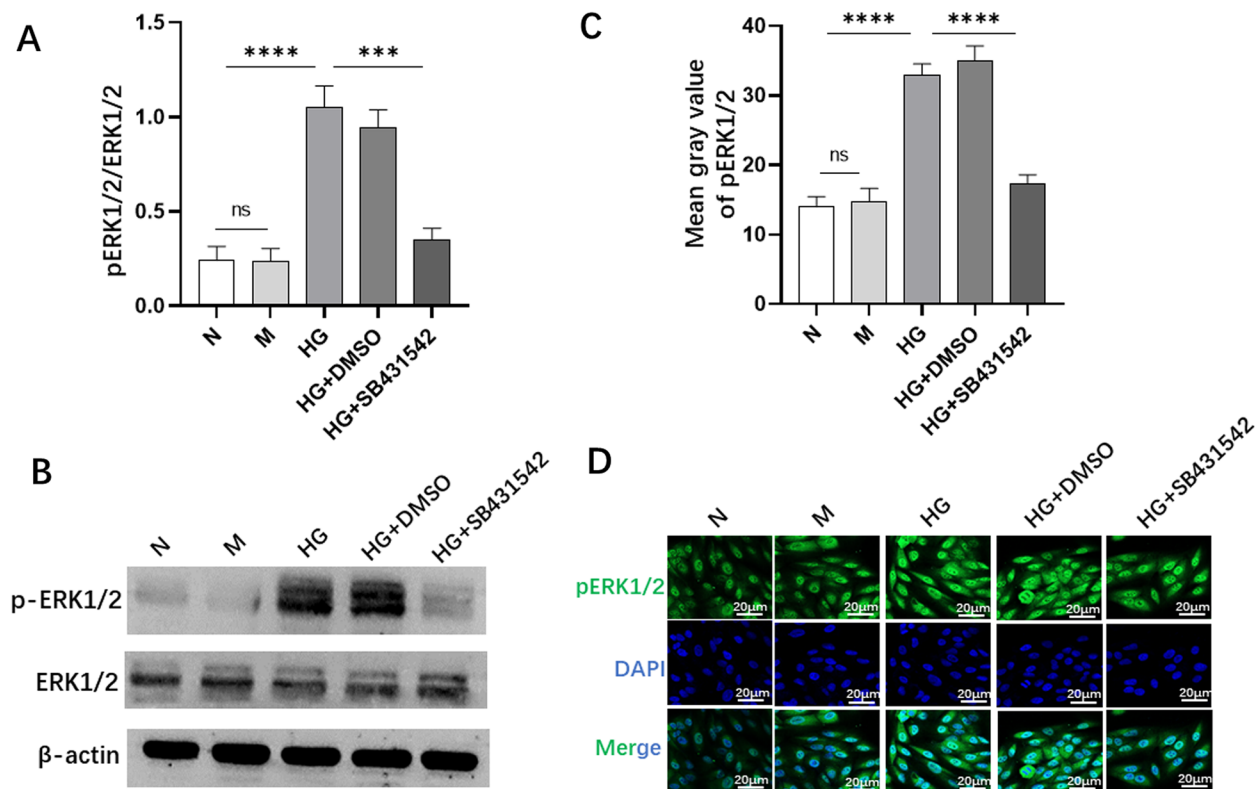 A
pERK1/2/ERK1/2
1.5
1.0
0.5
0.0
****
***
ns
N
M
HG
HG+DMSO
HG+SB431542
C
Mean gray value
of pERK1/2
40
30
20
10
0
****
****
ns
N
M
HG
HG+DMSO
HG+SB431542
B
N
M
HG
HG+DMSO
HG+SB431542
p-ERK1/2
ERK1/2
β-actin
D
N
M
HG
HG+DMSO
HG+SB431542
pERK1/2
20μm
20μm
20μm
20μm
20μm
DAPI
20μm
20μm
20μm
20μm
20μm
Merge
20μm
20μm
20μm
20μm
20μm